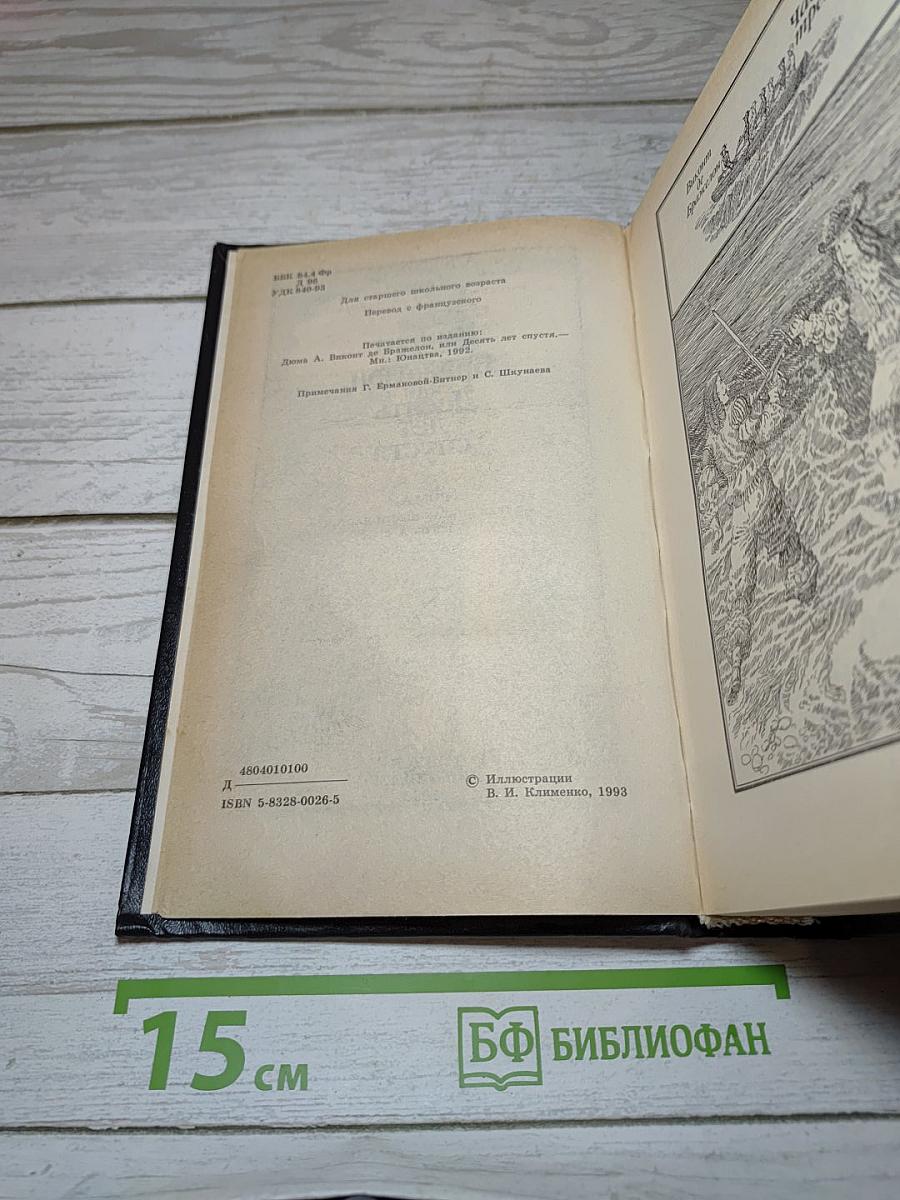 ББК 84.4 Фр
Д 96
УДК 840-93
Для старшего школьного возраста
Перевод с французского
Печатается по изданию:
Дюма А. Виконт де Бражелон, или Десять лет спустя.—
Мн.: Юнацтва, 1992.
Примечания Г. Ермаковой-Битнер и С. Шкунаева
4804010100
Д
ISBN 5-8328-0026-5
© Иллюстрации
В. И. Клименко, 1993
Виконт
де
Бражелон
15 см
БФ БИБЛИОФАН